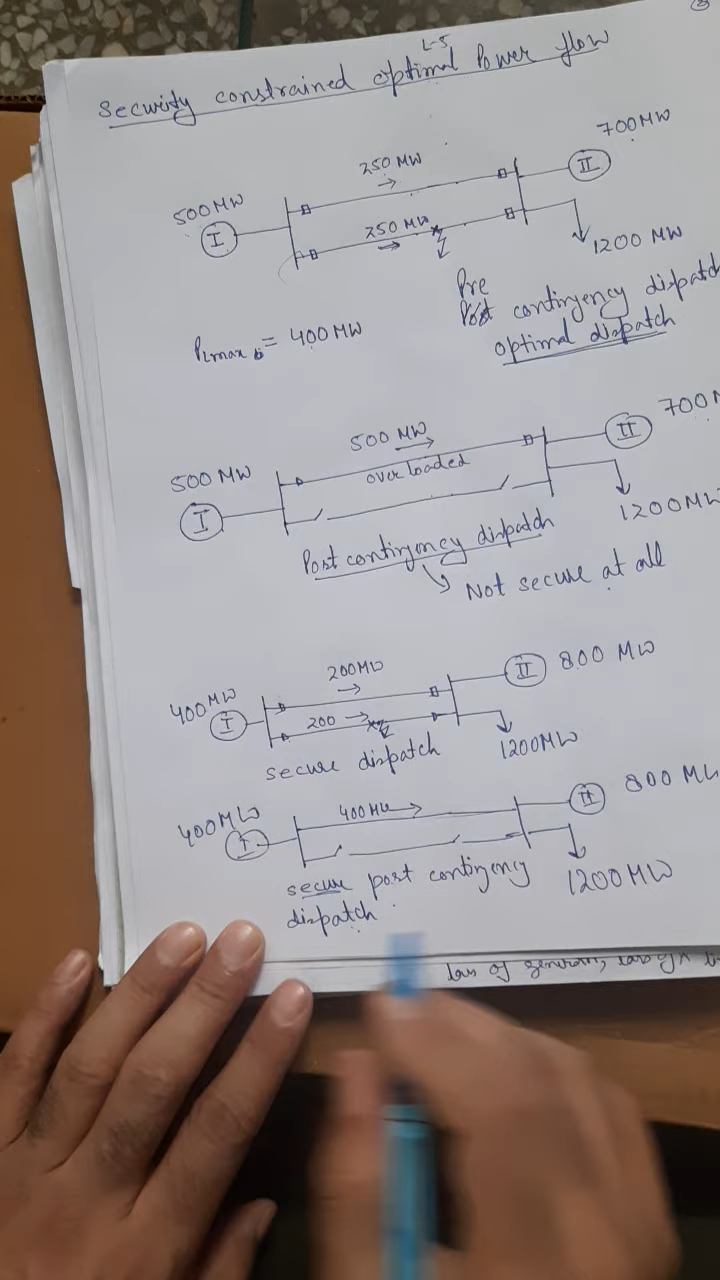 L-5
Security constrained optimal Power flow
700 MW
250 MW
II
500 MW
I
250 MW
1200 MW
Pre
Post contingency dispatch
optimal dispatch
PLmax = 400 MW
700 M
500 MW
II
over loaded
500 MW
I
1200 MW
Post contingency dispatch
Not secure at all
200 MW
II
800 MW
400 MW
I
200
1200 MW
secure dispatch
800 MW
400 MW
II
400 MW
I
secure post contigency
1200 MW
dispatch